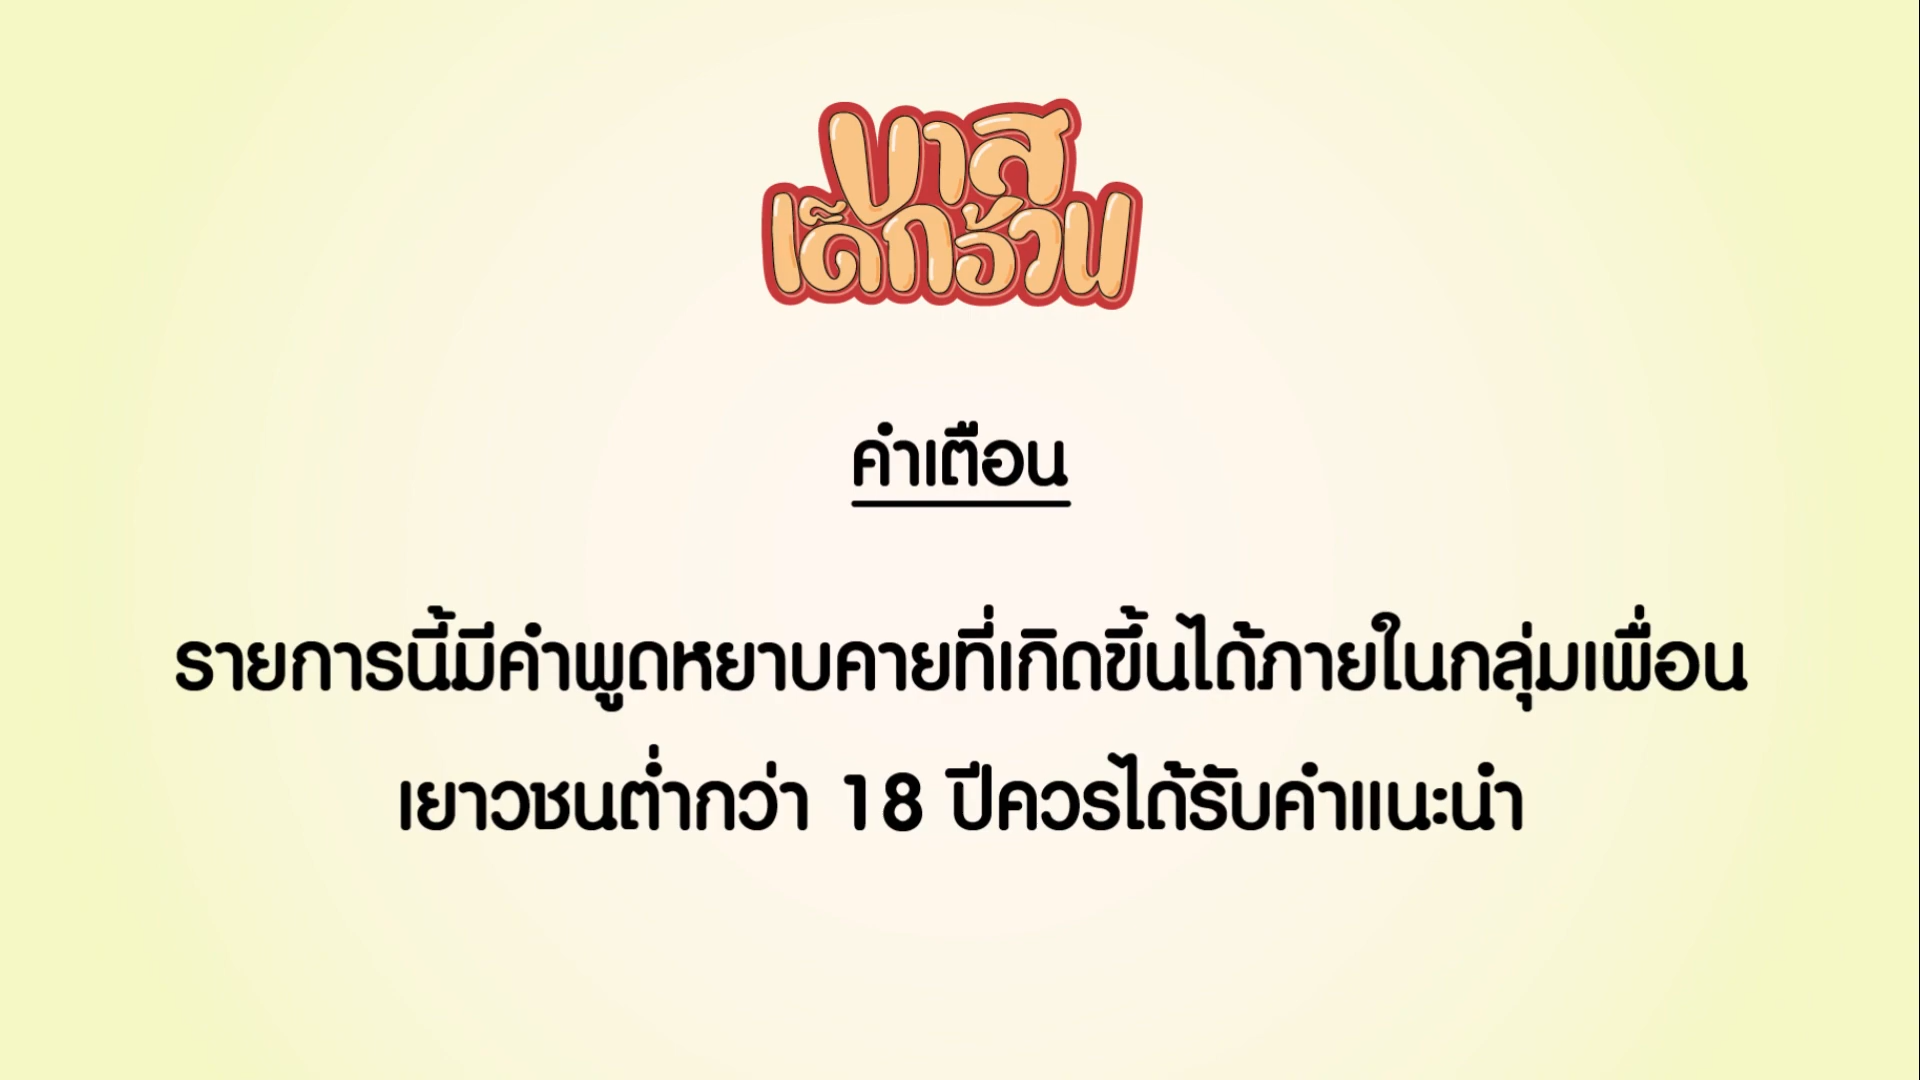 บาส
เด็กอ้วน
คำเตือน
รายการนี้มีคำพูดหยาบคายที่เกิดขึ้นได้ภายในกลุ่มเพื่อน
เยาวชนต่ำกว่า 18 ปีควรได้รับคำแนะนำ